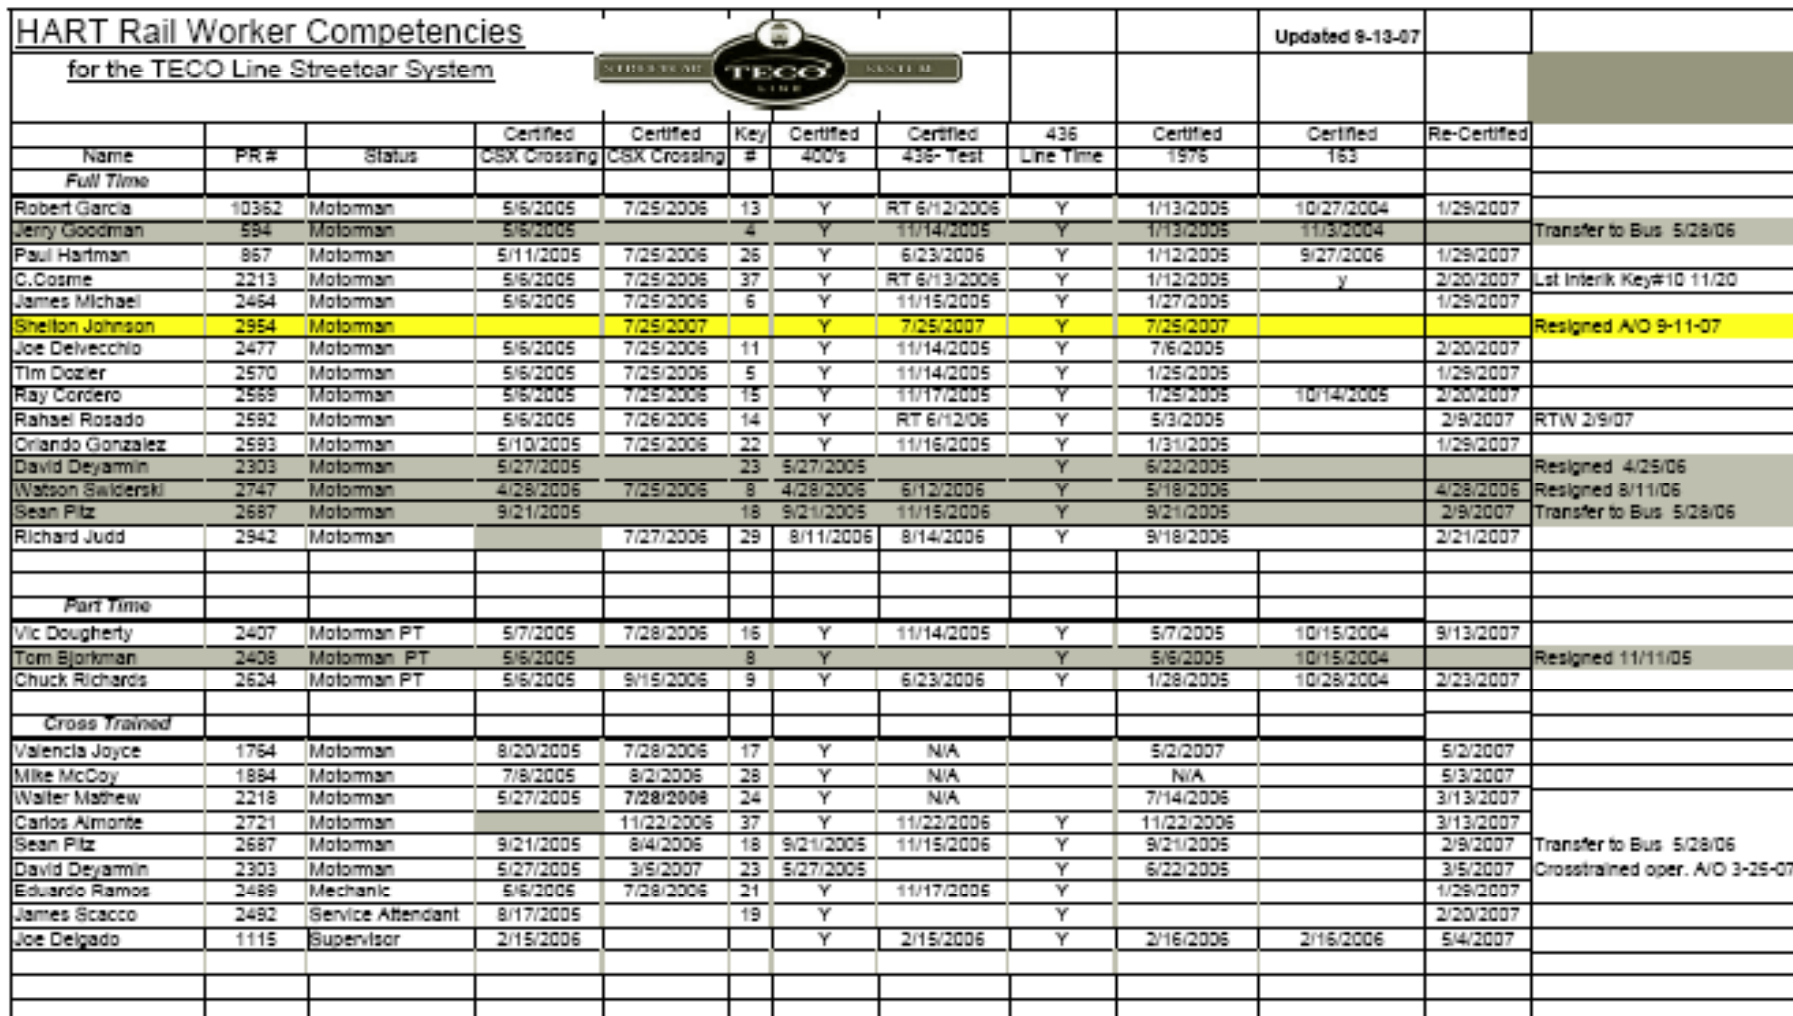 HART Rail Worker Competencies
Updated 9-13-07
for the TECO Line Streetcar System
STREETCAR TECO SYSTEM
LINE
Certified Certified Key Certified Certified 436 Certified Certified Re-Certified
Name PR # Status CSX Crossing CSX Crossing # 400's 436- Test Line Time 1976 163
Full Time
Robert Garcia 10362 Motorman 5/6/2005 7/25/2006 13 Y RT 6/12/2006 Y 1/13/2005 10/27/2004 1/29/2007
Jerry Goodman 594 Motorman 5/6/2005 4 Y 11/14/2005 Y 1/13/2005 11/3/2004 Transfer to Bus 5/28/06
Paul Hartman 867 Motorman 5/11/2005 7/25/2006 26 Y 6/23/2006 Y 1/12/2005 9/27/2006 1/29/2007
C.Cosme 2213 Motorman 5/6/2005 7/25/2006 37 Y RT 6/13/2006 Y 1/12/2005 y 2/20/2007 Lst Interlk Key#10 11/20
James Michael 2464 Motorman 5/6/2005 7/25/2006 6 Y 11/15/2005 Y 1/27/2005 1/29/2007
Shelton Johnson 2954 Motorman 7/25/2007 Y 7/25/2007 Y 7/25/2007 Resigned A/O 9-11-07
Joe Delvecchio 2477 Motorman 5/6/2005 7/25/2006 11 Y 11/14/2005 Y 7/6/2005 2/20/2007
Tim Dozier 2570 Motorman 5/6/2005 7/25/2006 5 Y 11/14/2005 Y 1/25/2005 1/29/2007
Ray Cordero 2569 Motorman 5/6/2005 7/25/2006 15 Y 11/17/2005 Y 1/25/2005 10/14/2005 2/20/2007
Rahael Rosado 2592 Motorman 5/6/2005 7/26/2006 14 Y RT 6/12/06 Y 5/3/2005 2/9/2007 RTW 2/9/07
Orlando Gonzalez 2593 Motorman 5/10/2005 7/25/2006 22 Y 11/16/2005 Y 1/31/2005 1/29/2007
David Deyarmin 2303 Motorman 5/27/2005 23 5/27/2005 Y 6/22/2005 Resigned 4/25/06
Watson Swiderski 2747 Motorman 4/28/2006 7/25/2006 8 4/28/2006 6/12/2006 Y 5/18/2006 4/28/2006 Resigned 8/11/06
Sean Pitz 2687 Motorman 9/21/2005 18 9/21/2005 11/15/2006 Y 9/21/2005 2/9/2007 Transfer to Bus 5/28/06
Richard Judd 2942 Motorman 7/27/2006 29 8/11/2006 8/14/2006 Y 9/18/2006 2/21/2007
Part Time
Vic Dougherty 2407 Motorman PT 5/7/2005 7/28/2006 16 Y 11/14/2005 Y 5/7/2005 10/15/2004 9/13/2007
Tom Bjorkman 2408 Motorman PT 5/6/2005 8 Y Y 5/6/2005 10/15/2004 Resigned 11/11/05
Chuck Richards 2624 Motorman PT 5/6/2005 9/15/2006 9 Y 6/23/2006 Y 1/28/2005 10/28/2004 2/23/2007
Cross Trained
Valencia Joyce 1764 Motorman 8/20/2005 7/28/2006 17 Y N/A 5/2/2007 5/2/2007
Mike McCoy 1884 Motorman 7/8/2005 8/2/2006 28 Y N/A N/A 5/3/2007
Walter Mathew 2218 Motorman 5/27/2005 7/28/2006 24 Y N/A 7/14/2006 3/13/2007
Carlos Almonte 2721 Motorman 11/22/2006 37 Y 11/22/2006 Y 11/22/2006 3/13/2007
Sean Pitz 2687 Motorman 9/21/2005 8/4/2006 18 9/21/2005 11/15/2006 Y 9/21/2005 2/9/2007 Transfer to Bus 5/28/06
David Deyarmin 2303 Motorman 5/27/2005 3/5/2007 23 5/27/2005 Y 6/22/2005 3/5/2007 Crosstrained oper. A/O 3-25-07
Eduardo Ramos 2489 Mechanic 5/6/2005 7/28/2006 21 Y 11/17/2005 Y 1/29/2007
James Scacco 2492 Service Attendant 8/17/2005 19 Y Y 2/20/2007
Joe Delgado 1115 Supervisor 2/15/2006 Y 2/15/2006 Y 2/16/2006 2/16/2006 5/4/2007